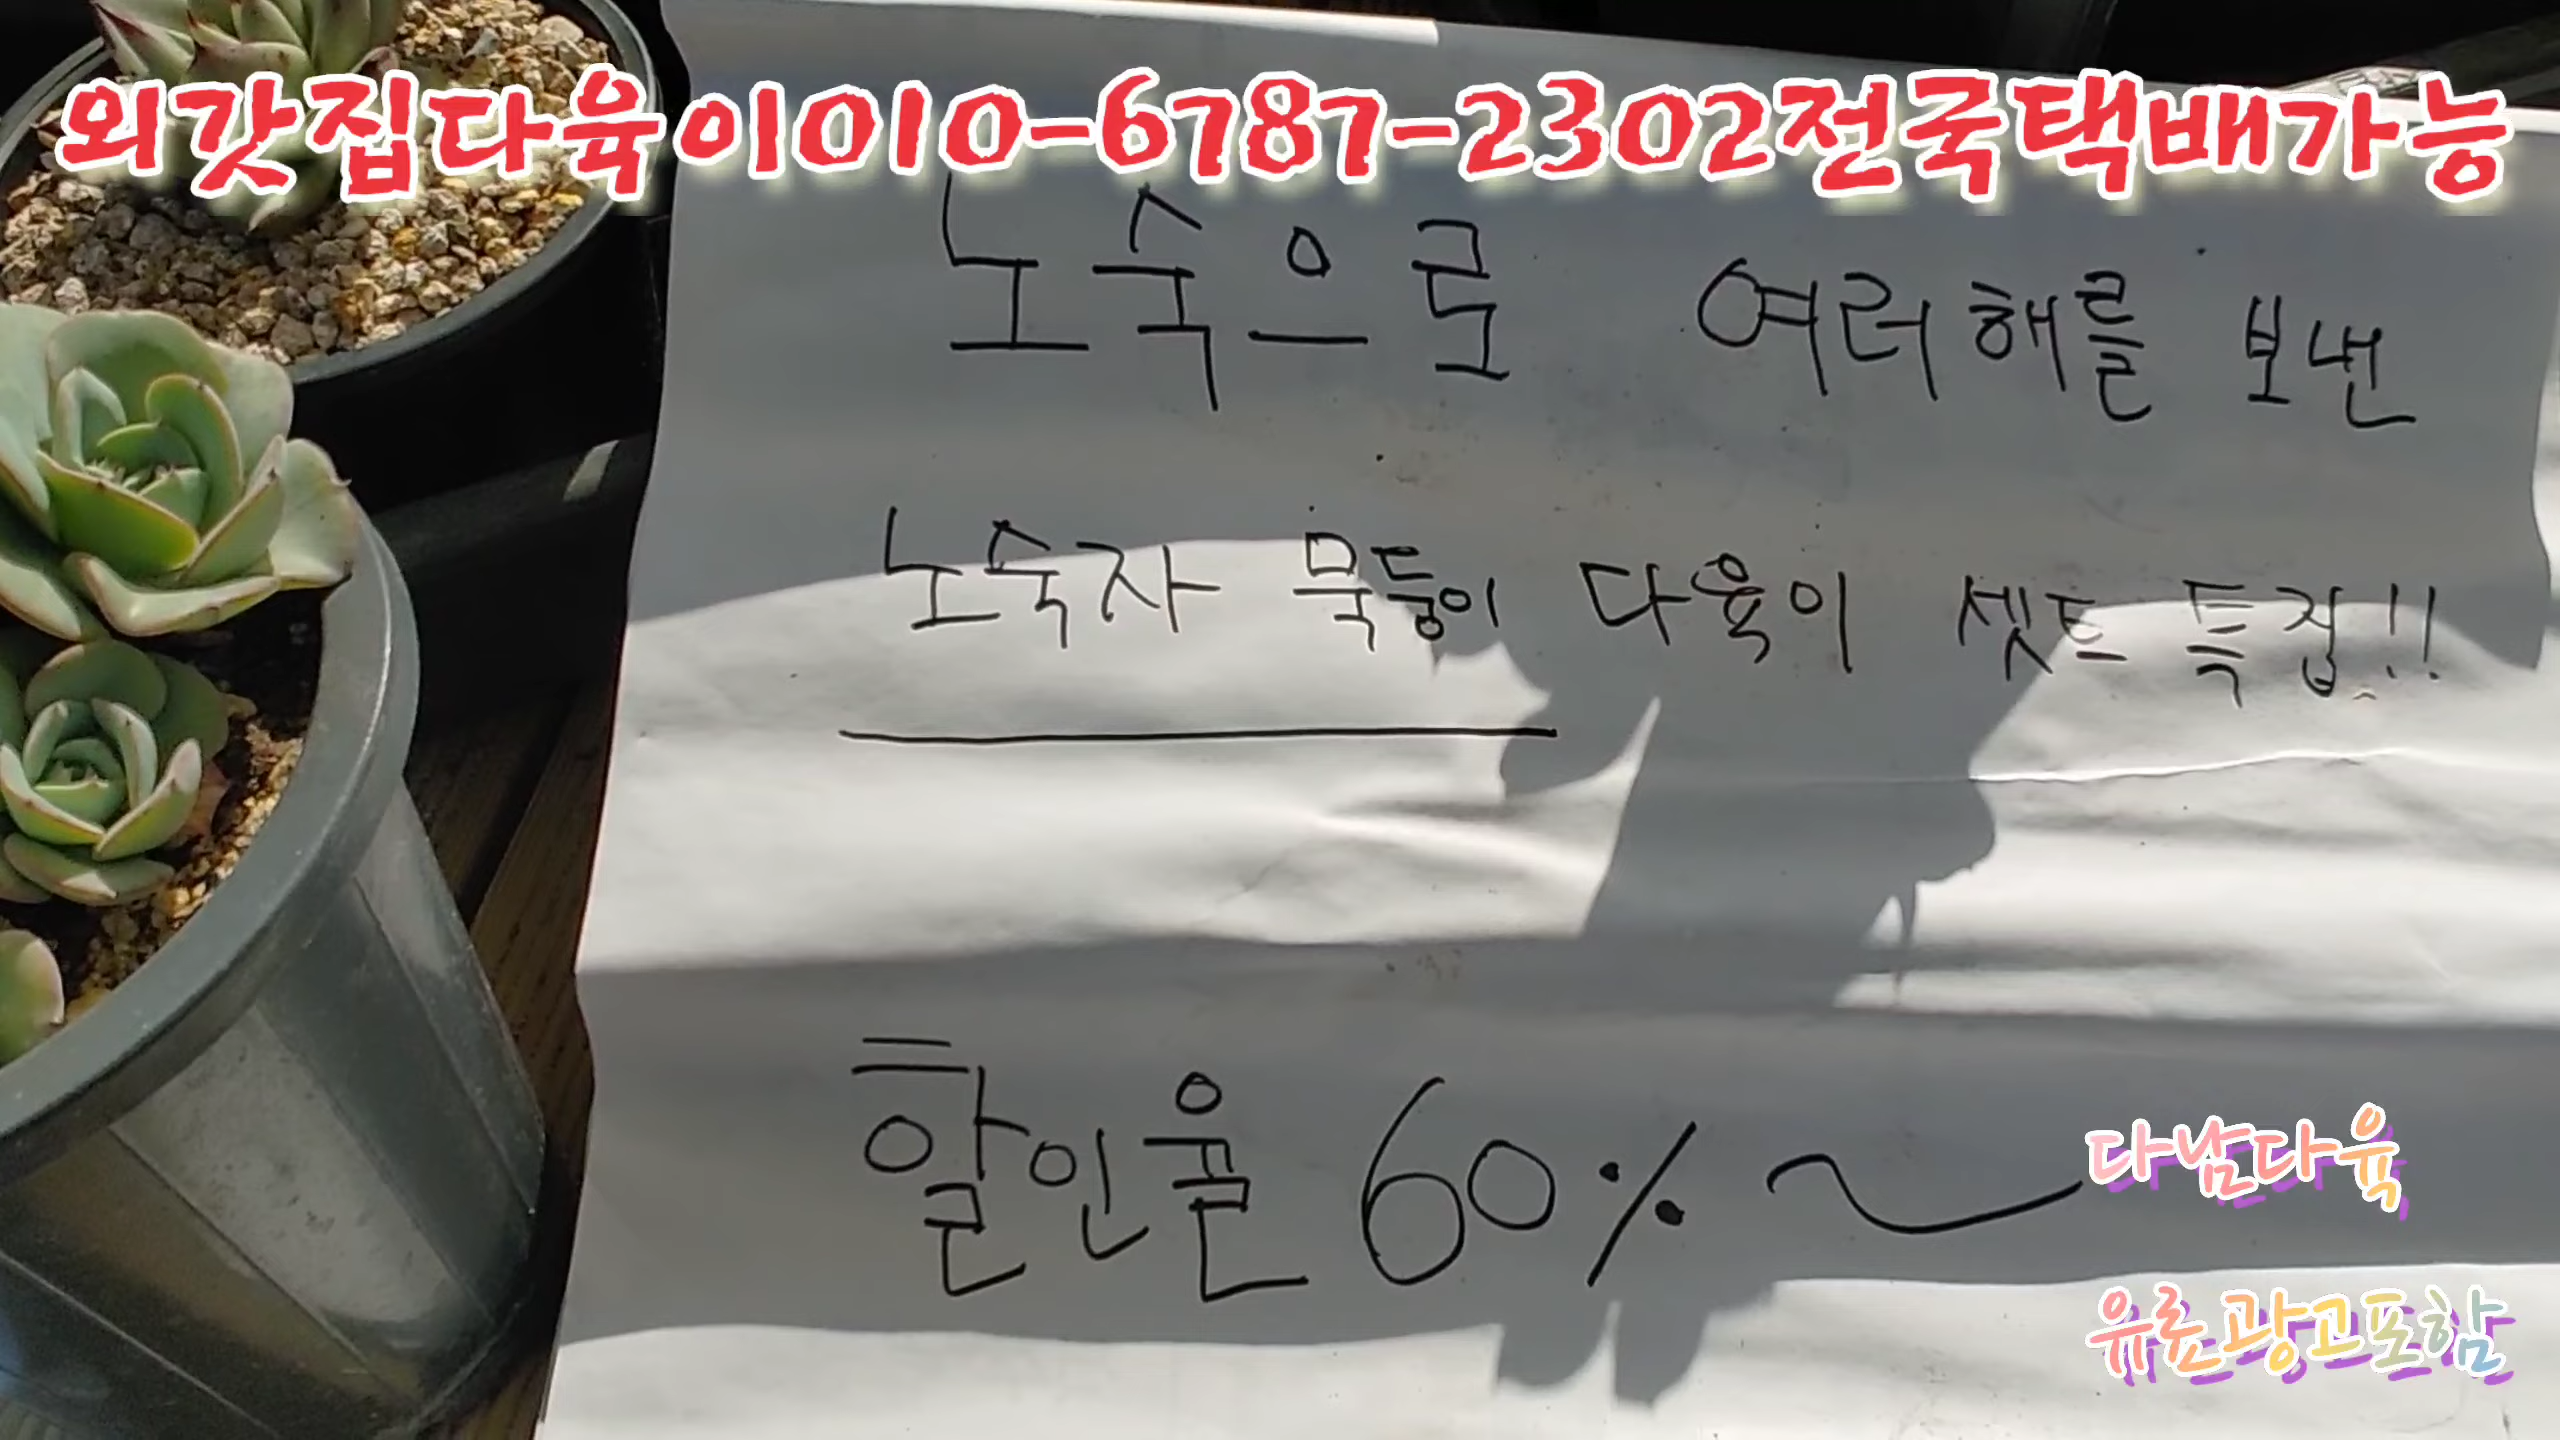 외갓집다육이010-6787-2302전국택배가능
노숙으로 여러해를 보낸
노숙자 묵둥이 다육이 셋트 특집!!
할인율 60% ~
다남다육
유료광고포함